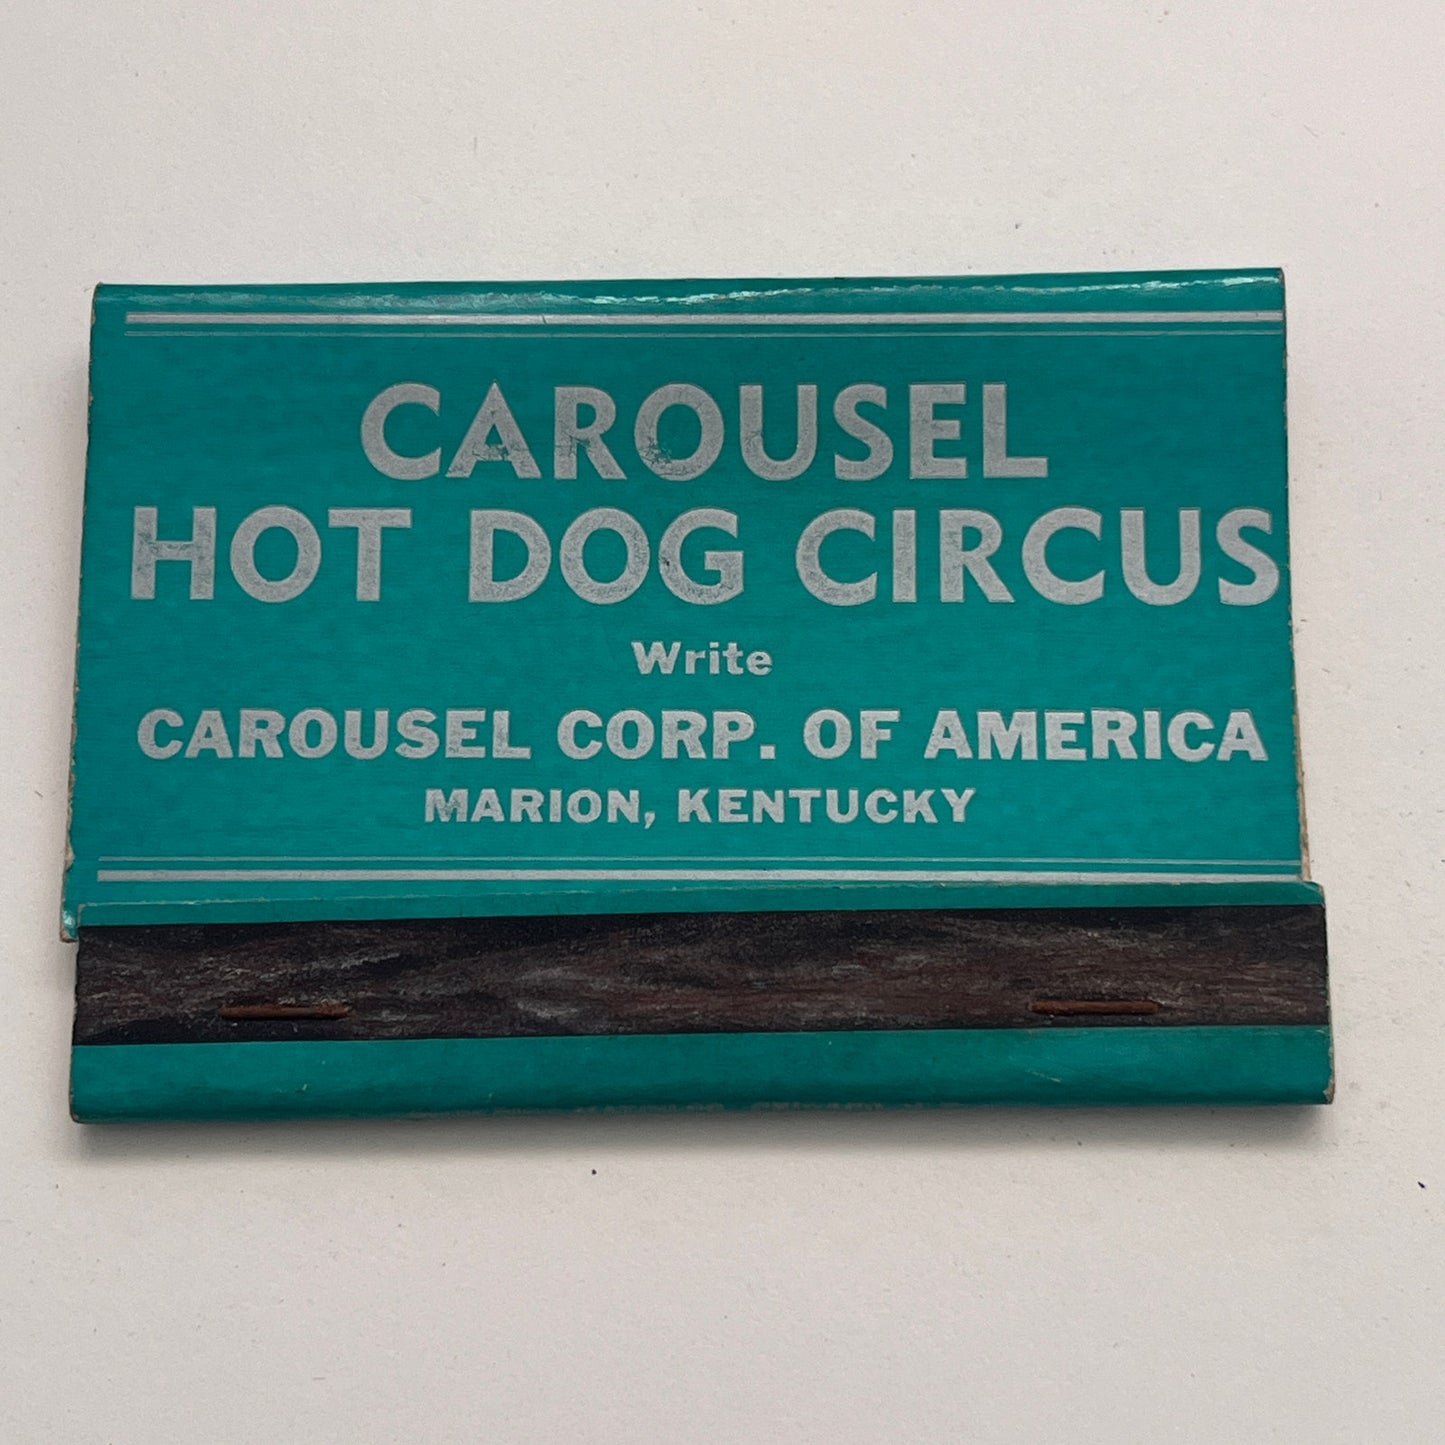 CAROUSEL
HOT DOG CIRCUS
Write
CAROUSEL CORP. OF AMERICA
MARION, KENTUCKY